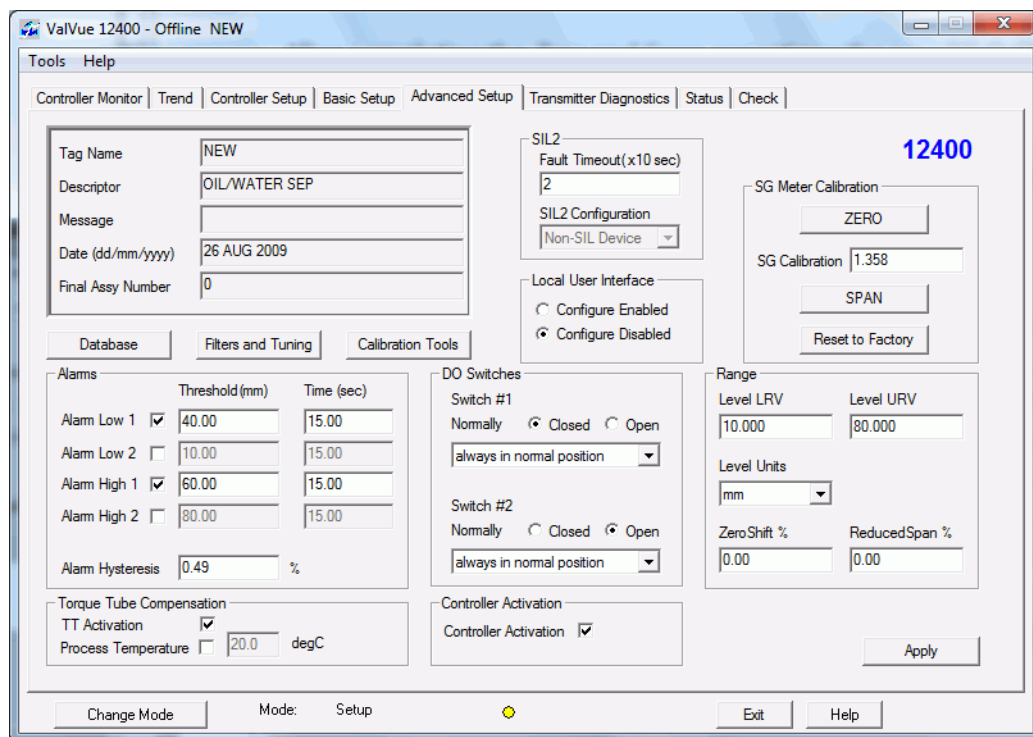 ValVue 12400 - Offline NEW
Tools Help
Controller Monitor Trend Controller Setup Basic Setup Advanced Setup Transmitter Diagnostics Status Check
Tag Name NEW
Descriptor OIL/WATER SEP
Message
Date (dd/mm/yyyy) 26 AUG 2009
Final Assy Number 0
Database Filters and Tuning Calibration Tools
SIL2
Fault Timeout(x10 sec)
2
SIL2 Configuration
Non-SIL Device
Local User Interface
Configure Enabled
Configure Disabled
12400
SG Meter Calibration
ZERO
SG Calibration 1.358
SPAN
Reset to Factory
Alarms
Threshold(mm) Time (sec)
Alarm Low 1 40.00 15.00
Alarm Low 2 10.00 15.00
Alarm High 1 60.00 15.00
Alarm High 2 80.00 15.00
Alarm Hysteresis 0.49 %
DO Switches
Switch #1
Normally Closed Open
always in normal position
Switch #2
Normally Closed Open
always in normal position
Range
Level LRV Level URV
10.000 80.000
Level Units
mm
ZeroShift % ReducedSpan %
0.00 0.00
Torque Tube Compensation
TT Activation
Process Temperature 20.0 degC
Controller Activation
Controller Activation
Apply
Change Mode Mode: Setup Exit Help